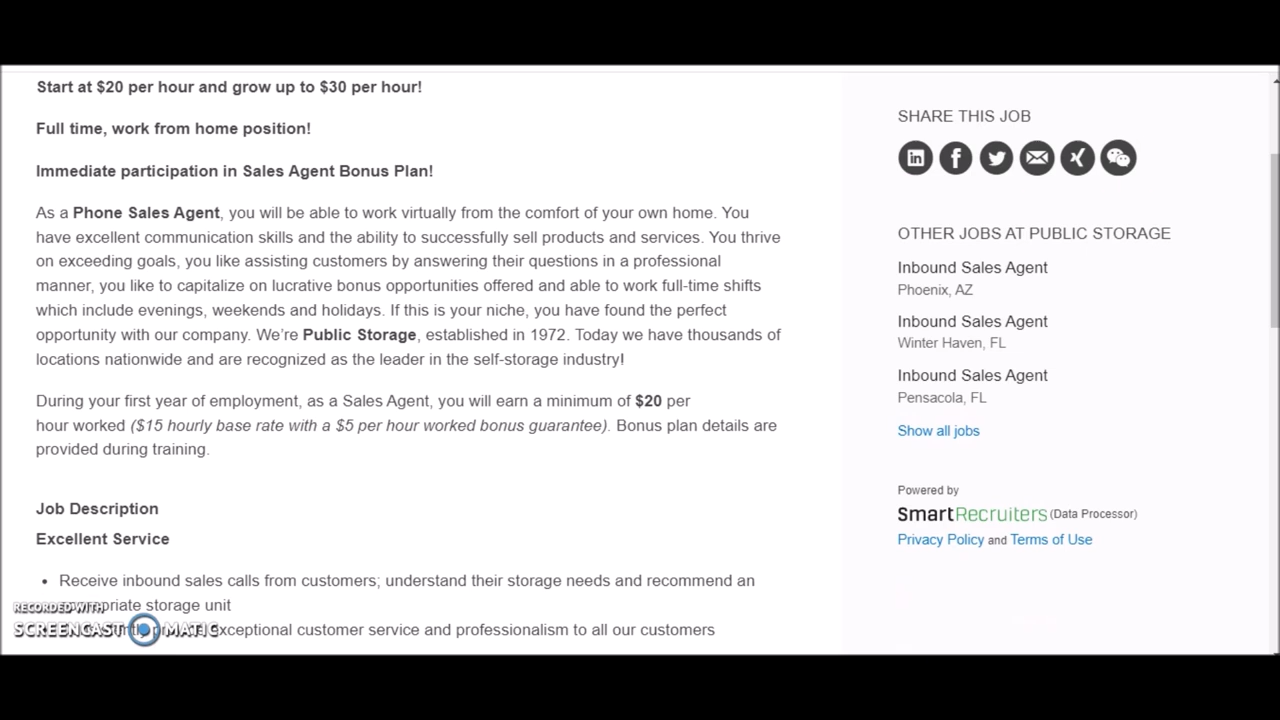 Start at $20 per hour and grow up to $30 per hour!
Full time, work from home position!
Immediate participation in Sales Agent Bonus Plan!
As a Phone Sales Agent, you will be able to work virtually from the comfort of your own home. You
have excellent communication skills and the ability to successfully sell products and services. You thrive
on exceeding goals, you like assisting customers by answering their questions in a professional
manner, you like to capitalize on lucrative bonus opportunities offered and able to work full-time shifts
which include evenings, weekends and holidays. If this is your niche, you have found the perfect
opportunity with our company. We’re Public Storage, established in 1972. Today we have thousands of
locations nationwide and are recognized as the leader in the self-storage industry!
During your first year of employment, as a Sales Agent, you will earn a minimum of $20 per
hour worked ($15 hourly base rate with a $5 per hour worked bonus guarantee). Bonus plan details are
provided during training.
Job Description
Excellent Service
• Receive inbound sales calls from customers; understand their storage needs and recommend an
storage unit
exceptional customer service and professionalism to all our customers
RECORDED WITH
SCREENCAST MATIC
SHARE THIS JOB
OTHER JOBS AT PUBLIC STORAGE
Inbound Sales Agent
Phoenix, AZ
Inbound Sales Agent
Winter Haven, FL
Inbound Sales Agent
Pensacola, FL
Show all jobs
Powered by
SmartRecruiters (Data Processor)
Privacy Policy and Terms of Use